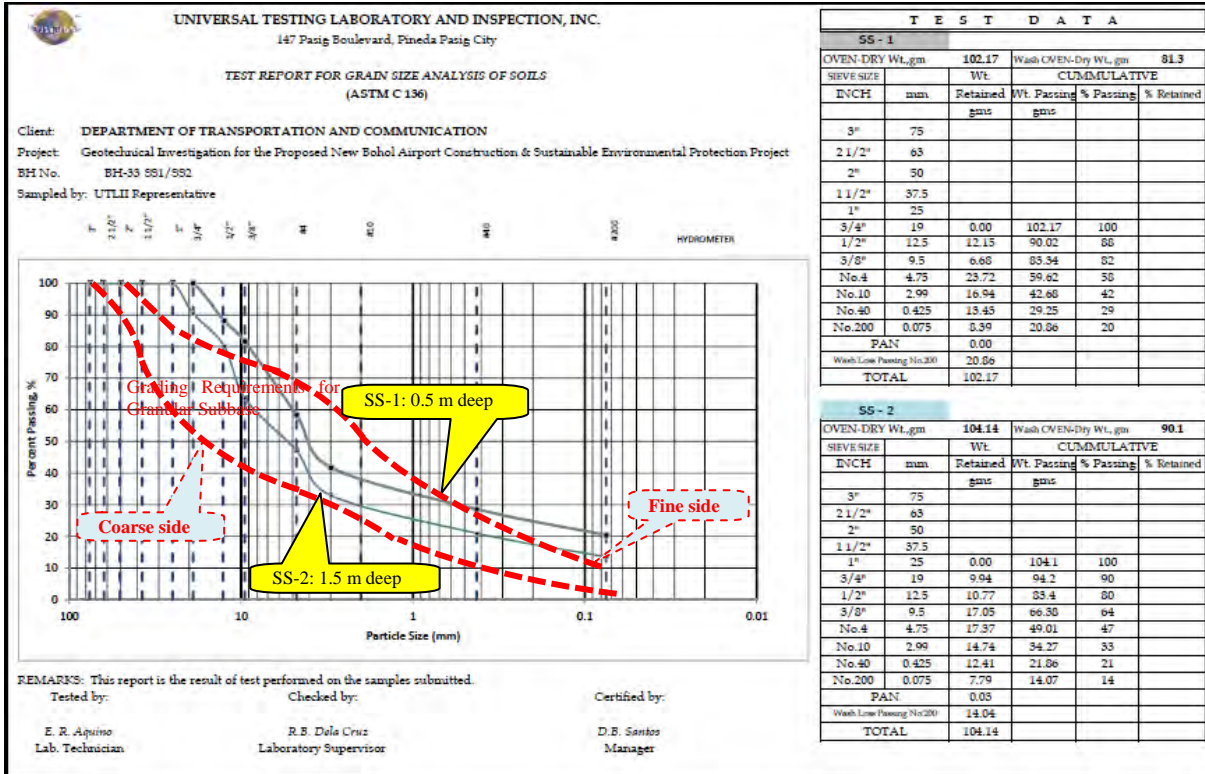 UNIVERSAL TESTING LABORATORY AND INSPECTION, INC.
147 Pasig Boulevard, Pineda Pasig City
TEST REPORT FOR GRAIN SIZE ANALYSIS OF SOILS
(ASTM C 136)
Client: DEPARTMENT OF TRANSPORTATION AND COMMUNICATION
Project: Geotechnical Investigation for the Proposed New Bohol Airport Construction & Sustainable Environmental Protection Project
BH No. BH-33 SS1/SS2
Sampled by: UTLII Representative
3" 2 1/2" 2" 1 1/2" 1" 3/4" 1/2" 3/8" #4 #10 #40 #200 HYDROMETER
100
90
80
70
60
50
40
30
20
10
0
Percent Passing, %
Grading Requirements for
Granular Subbase
SS-1: 0.5 m deep
Coarse side
Fine side
SS-2: 1.5 m deep
100 10 1 0.1 0.01
Particle Size (mm)
REMARKS: This report is the result of test performed on the samples submitted.
Tested by: Checked by: Certified by:
E. R. Aquino R.B. Dela Cruz D.B. Santos
Lab. Technician Laboratory Supervisor Manager
T E S T D A T A
SS - 1
OVEN-DRY Wt.,gm 102.17 Wash OVEN-Dry Wt., gm 81.3
SIEVE SIZE Wt. CUMMULATIVE
INCH mm Retained Wt. Passing % Passing % Retained
gms gms
3" 75
2 1/2" 63
2" 50
1 1/2" 37.5
1" 25
3/4" 19 0.00 102.17 100
1/2" 12.5 12.15 90.02 88
3/8" 9.5 6.68 83.34 82
No.4 4.75 23.72 59.62 58
No.10 2.99 16.94 42.68 42
No.40 0.425 13.43 29.25 29
No.200 0.075 8.39 20.86 20
PAN 0.00
Wash Loss Passing No.200 20.86
TOTAL 102.17
SS - 2
OVEN-DRY Wt.,gm 104.14 Wash OVEN-Dry Wt., gm 90.1
SIEVE SIZE Wt. CUMMULATIVE
INCH mm Retained Wt. Passing % Passing % Retained
gms gms
3" 75
2 1/2" 63
2" 50
1 1/2" 37.5
1" 25 0.00 104.1 100
3/4" 19 9.94 94.2 90
1/2" 12.5 10.77 83.4 80
3/8" 9.5 17.05 66.38 64
No.4 4.75 17.37 49.01 47
No.10 2.99 14.74 34.27 33
No.40 0.425 12.41 21.86 21
No.200 0.075 7.79 14.07 14
PAN 0.03
Wash Loss Passing No.200 14.04
TOTAL 104.14